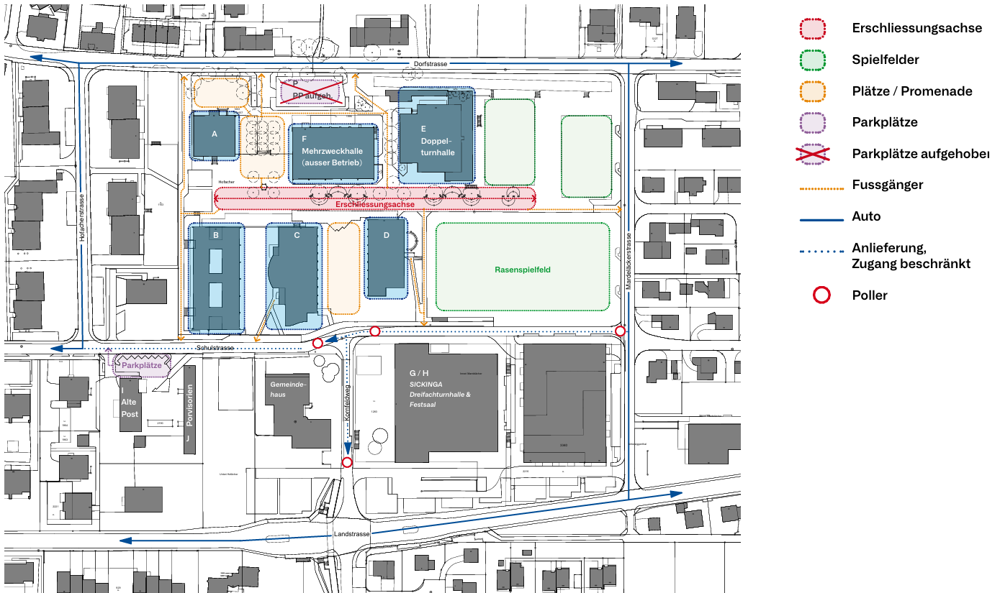 Dorfstrasse
P
PP aufgeh.
A
F
Mehrzweckhalle
(ausser Betrieb)
E
Doppel-
turnhalle
Hofacher
Erschliessungsachse
Hofacherstrasse
B
C
D
Rasenspielfeld
Mardeläckerstrasse
Schulstrasse
Parkplätze
I
Alte
Post
Porvisorien
J
Gemeinde-
haus
Kornfeldweg
G / H
SICKINGA
Dreifachturnhalle &
Festsaal
Landstrasse
Erschliessungsachse
Spielfelder
Plätze / Promenade
Parkplätze
Parkplätze aufgehoben
Fussgänger
Auto
Anlieferung,
Zugang beschränkt
Poller